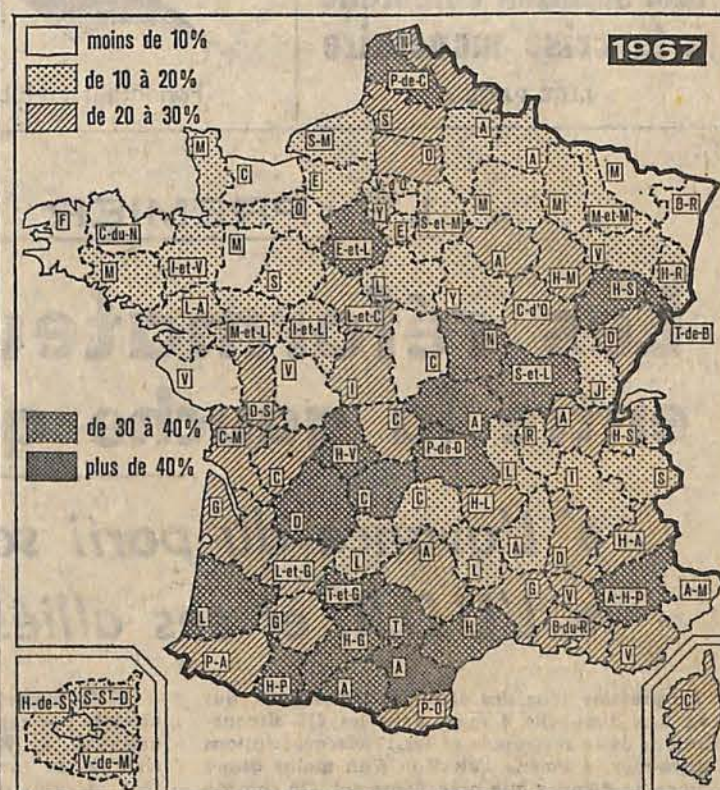 moins de 10%
de 10 à 20%
de 20 à 30%
1967
N
P-de-C
S
S-M
O
A
A
M
C
E
V-d'O
M
M
M
B-R
M-et-M
F
C-du-N
O
Y
E
S-et-M
E-et-L
M
I-et-V
M
S
A
V
H-M
H-R
H-S
L
Y
L-A
M-et-L
I-et-L
L-et-C
C-d'O
D
T-de-B
V
D-S
V
I
C
N
S-et-L
J
de 30 à 40%
plus de 40%
C-M
C
H-V
C
A
P-de-D
R
A
H-S
L
I
S
G
D
C
C
H-L
L-et-G
L
A
L
A
D
H-A
L
G
T-et-G
T
G
V
A-H-P
A-M
H-G
H
B-du-R
V
P-A
H-P
A
A
P-O
H-de-S
S-St-D
V-de-M
C